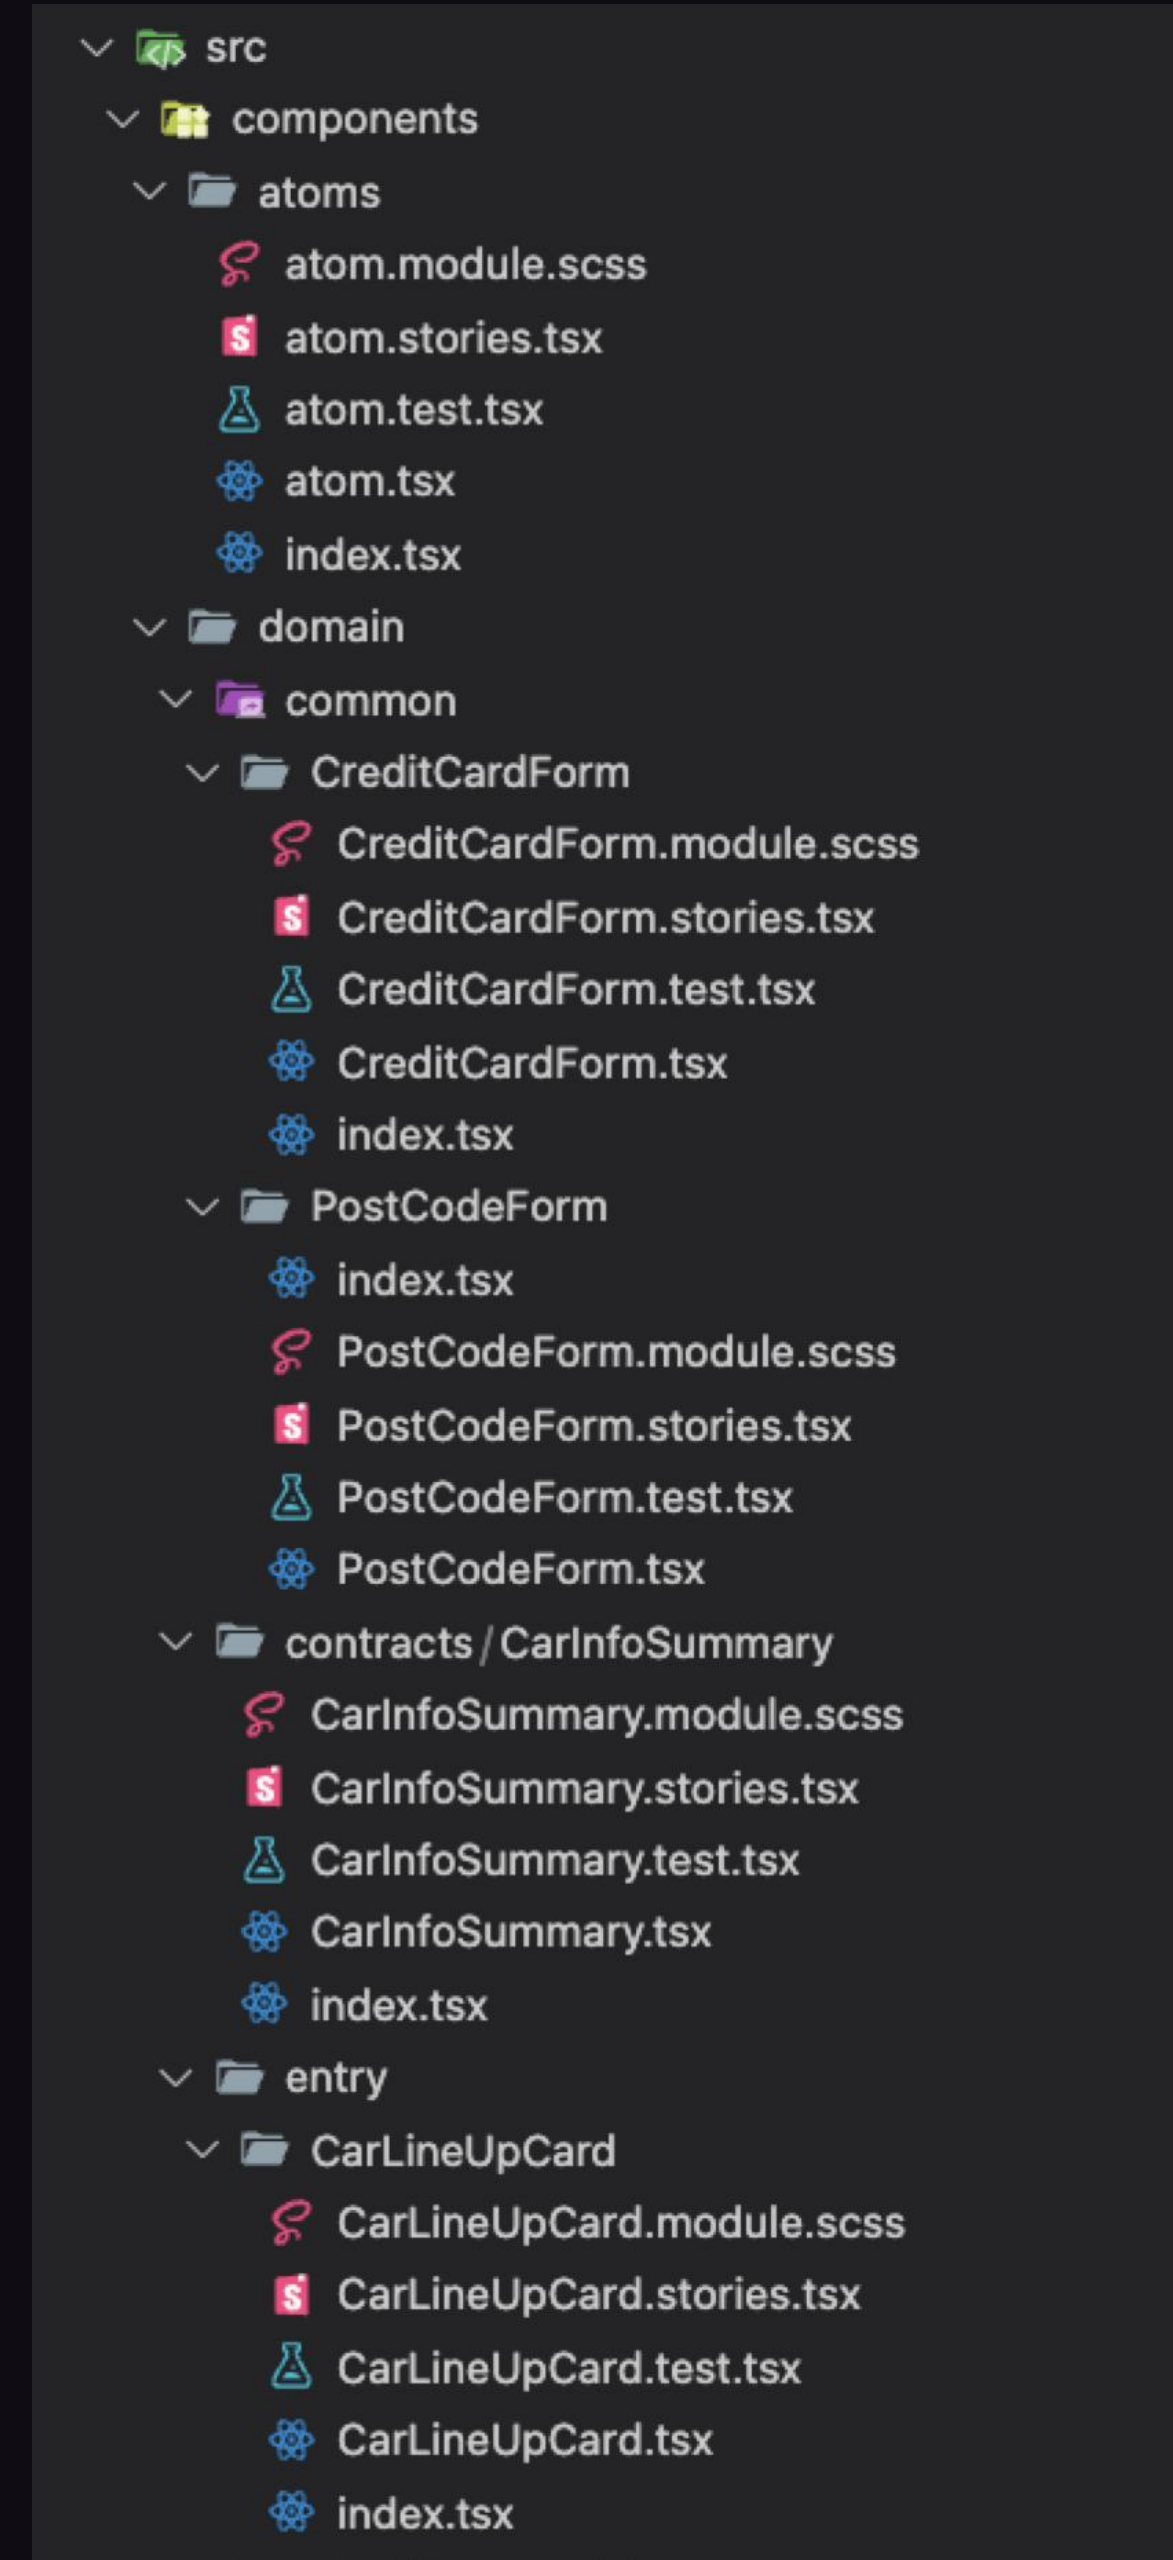 src
components
atoms
atom.module.scss
atom.stories.tsx
atom.test.tsx
atom.tsx
index.tsx
domain
common
CreditCardForm
CreditCardForm.module.scss
CreditCardForm.stories.tsx
CreditCardForm.test.tsx
CreditCardForm.tsx
index.tsx
PostCodeForm
index.tsx
PostCodeForm.module.scss
PostCodeForm.stories.tsx
PostCodeForm.test.tsx
PostCodeForm.tsx
contracts/CarInfoSummary
CarInfoSummary.module.scss
CarInfoSummary.stories.tsx
CarInfoSummary.test.tsx
CarInfoSummary.tsx
index.tsx
entry
CarLineUpCard
CarLineUpCard.module.scss
CarLineUpCard.stories.tsx
CarLineUpCard.test.tsx
CarLineUpCard.tsx
index.tsx